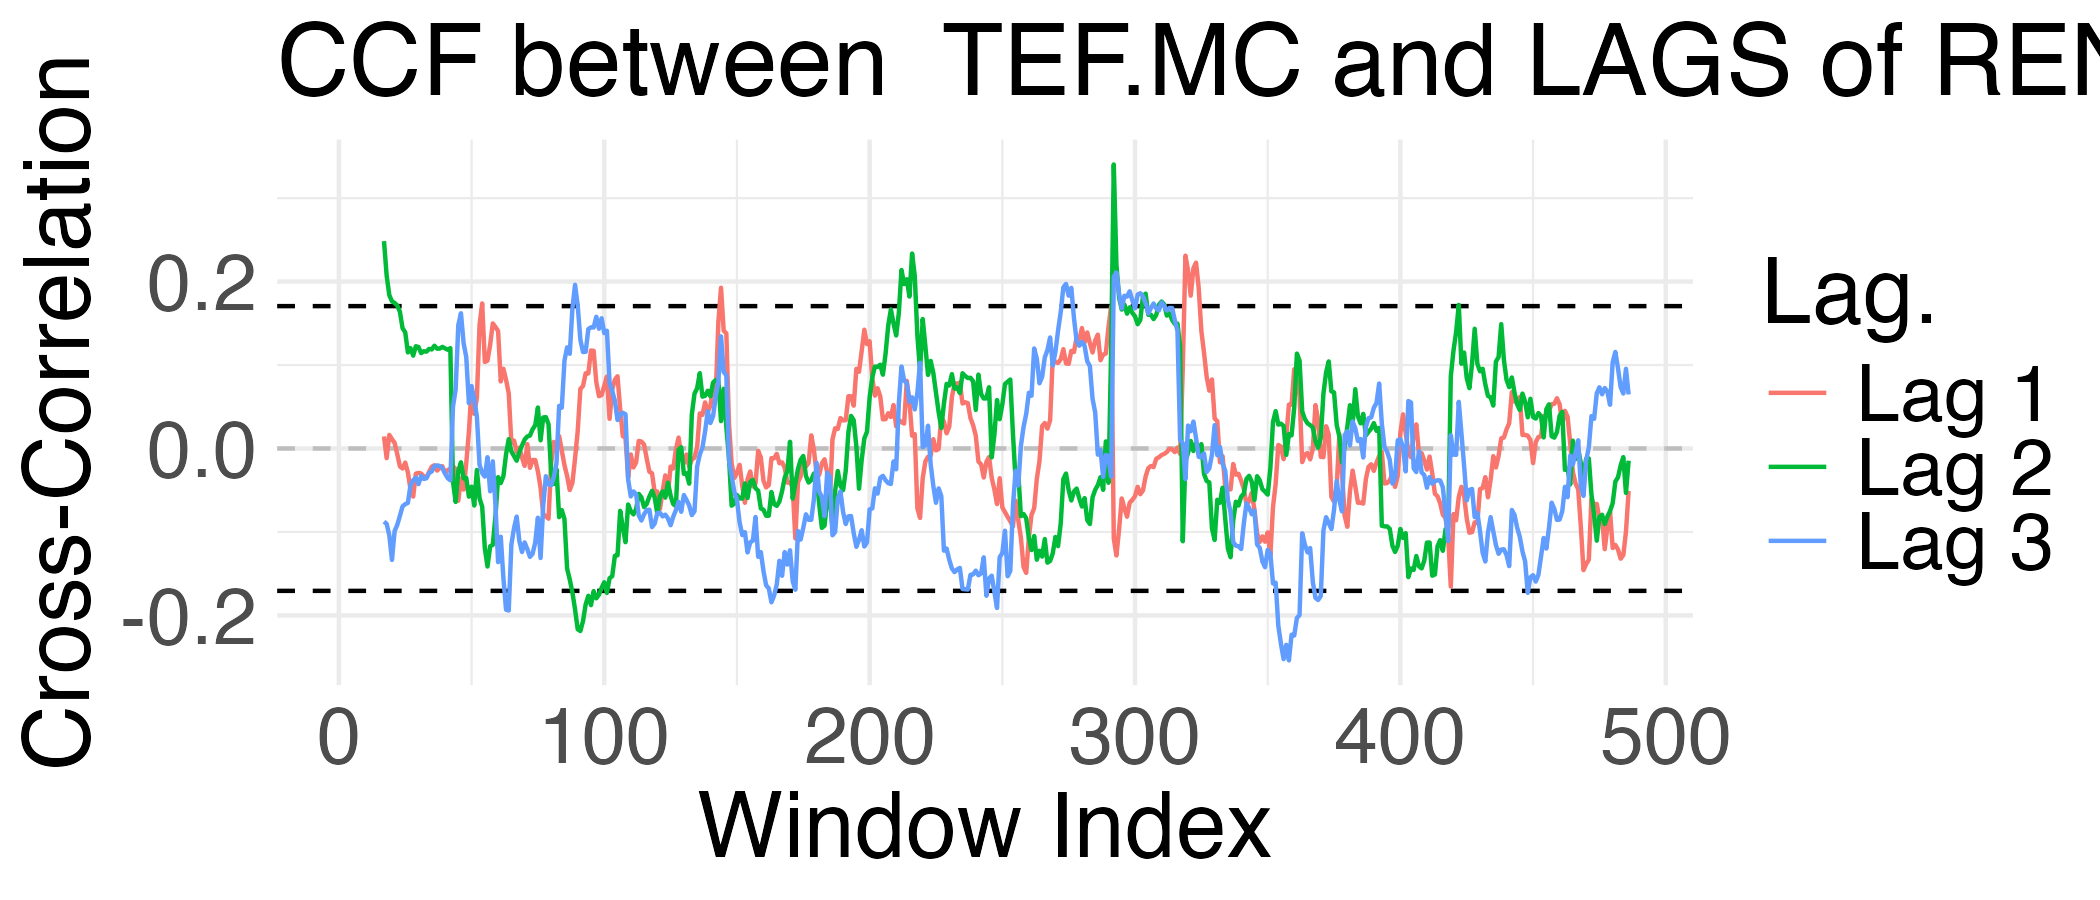 CCF between  TEF.MC and LAGS of REN
Cross-Correlation
0.2
0.0
-0.2
0
100
200
300
400
500
Window Index
Lag.
Lag 1
Lag 2
Lag 3